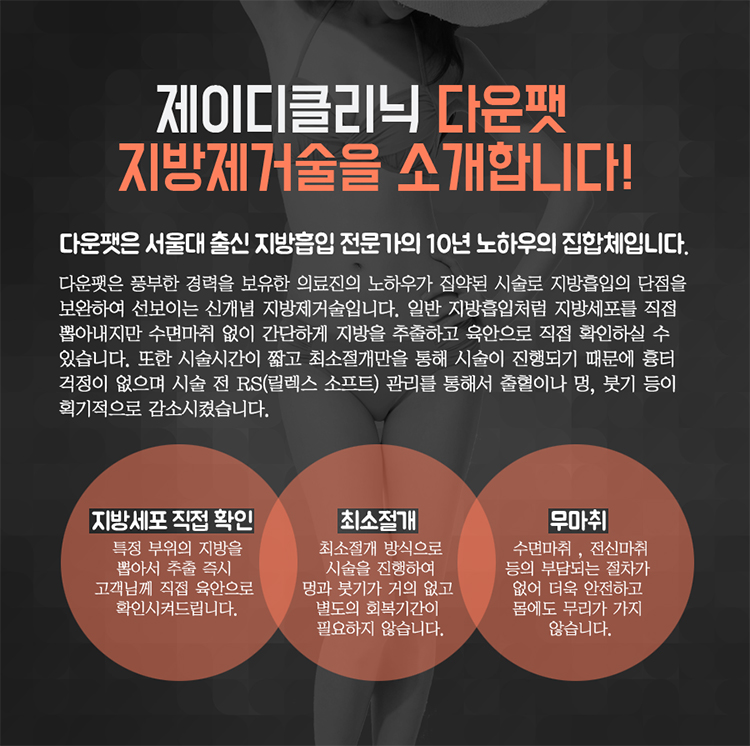 제이디클리닉 다운팻
지방제거술을 소개합니다!
다운팻은 서울대 출신 지방흡입 전문가의 10년 노하우의 집합체입니다.
다운팻은 풍부한 경력을 보유한 의료진의 노하우가 집약된 시술로 지방흡입의 단점을
보완하여 선보이는 신개념 지방제거술입니다. 일반 지방흡입처럼 지방세포를 직접
뽑아내지만 수면마취 없이 간단하게 지방을 추출하고 육안으로 직접 확인하실 수
있습니다. 또한 시술시간이 짧고 최소절개만을 통해 시술이 진행되기 때문에 흉터
걱정이 없으며 시술 전 RS(릴렉스 소프트) 관리를 통해서 출혈이나 멍, 붓기 등이
획기적으로 감소시켰습니다.
지방세포 직접 확인
특정 부위의 지방을
뽑아서 추출 즉시
고객님께 직접 육안으로
확인시켜드립니다.
최소절개
최소절개 방식으로
시술을 진행하여
멍과 붓기가 거의 없고
별도의 회복기간이
필요하지 않습니다.
무마취
수면마취 , 전신마취
등의 부담되는 절차가
없어 더욱 안전하고
몸에도 무리가 가지
않습니다.